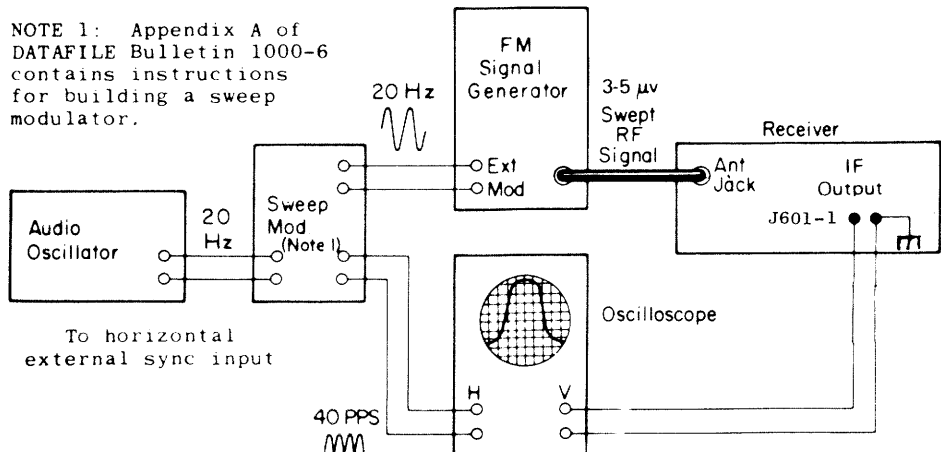 NOTE 1: Appendix A of
DATAFILE Bulletin 1000-6
contains instructions
for building a sweep
modulator.
FM
Signal
Generator
20 Hz
3-5 μv
Swept
RF
Signal
Receiver
Ext
Mod
Ant
Jack
IF
Output
J601-1
Audio
Oscillator
20
Hz
Sweep
Mod.
(Note 1)
Oscilloscope
To horizontal
external sync input
H
V
40 PPS